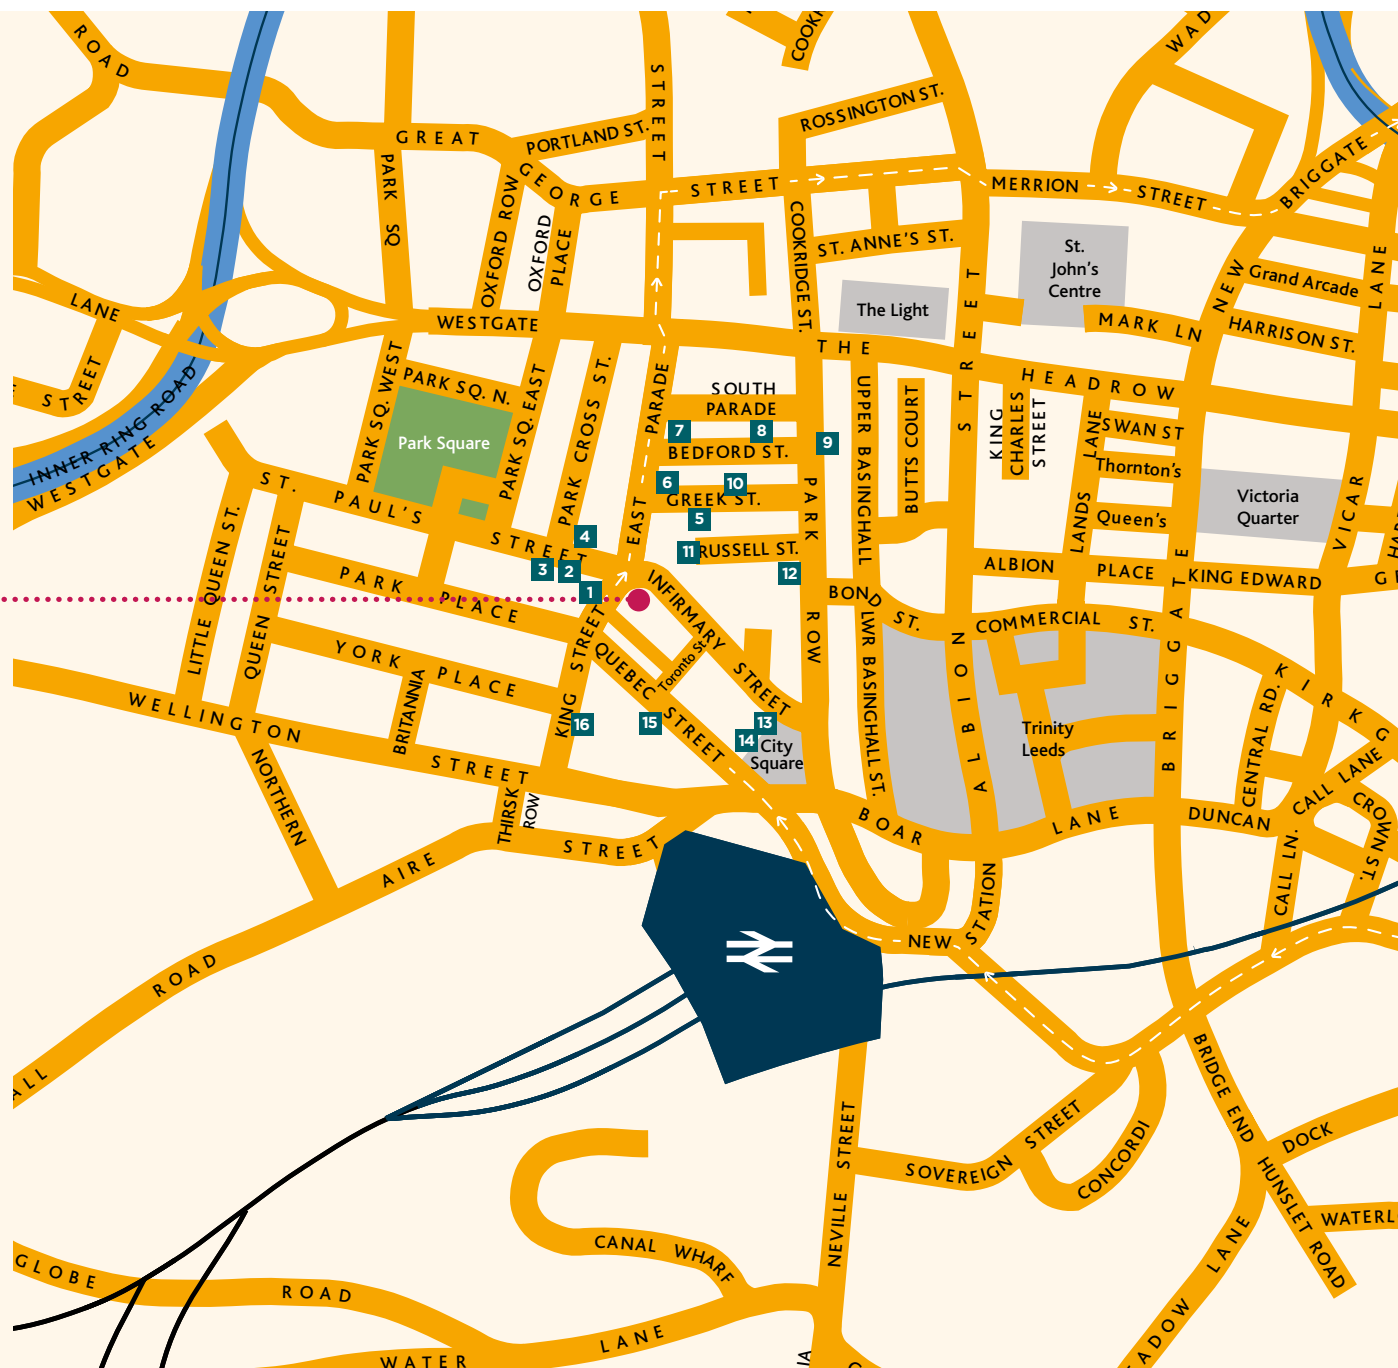 ROAD
STREET
WAD
GREAT
PORTLAND ST.
ROSSINGTON ST.
GEORGE
STREET
MERRION
STREET
BRIGGATE
NEW
PARK SQ
OXFORD ROW
OXFORD
PLACE
COOKRIDGE ST.
ST. ANNE'S ST.
St.
John's
Centre
Grand Arcade
LANE
VICAR
LANE
The Light
WESTGATE
THE
HEADROW
MARK LN
HARRISON ST.
STREET
STREET
INNER RING ROAD
WESTGATE
PARK SQ. WEST
PARK SQ. N.
PARK SQ. EAST
Park Square
PARK CROSS ST.
EAST PARADE
SOUTH
PARADE
7
8
9
BEDFORD ST.
6
10
GREEK ST.
5
11
RUSSELL ST.
12
4
3
2
1
PARK ROW
UPPER BASINGHALL
BUTTS COURT
KING
CHARLES
STREET
LANDS LANE
SWAN ST
Thornton's
Queen's
Victoria
Quarter
ST. PAUL'S STREET
LITTLE QUEEN ST.
QUEEN STREET
PARK PLACE
YORK PLACE
BRITANNIA
KING STREET
INFIRMARY STREET
QUEBEC STREET
Toronto St.
BOND ST.
LWR BASINGHALL ST.
ALBION
PLACE
KING EDWARD
COMMERCIAL ST.
ALBION
BRIGGATE
KIRKG
13
14
15
16
City
Square
Trinity
Leeds
WELLINGTON STREET
NORTHERN
THIRSK
ROW
AIRE
STREET
BOAR LANE
DUNCAN
CENTRAL RD.
CALL LANE
CALL LN.
CROWN ST.
NEW
STATION
ROAD
ALL
BRIDGE END
DOCK
HUNSLET ROAD
WATERL
SOVEREIGN STREET
CONCORDI
NEVILLE STREET
CANAL WHARF
GLOBE
ROAD
WATER
LANE
EADOW LANE